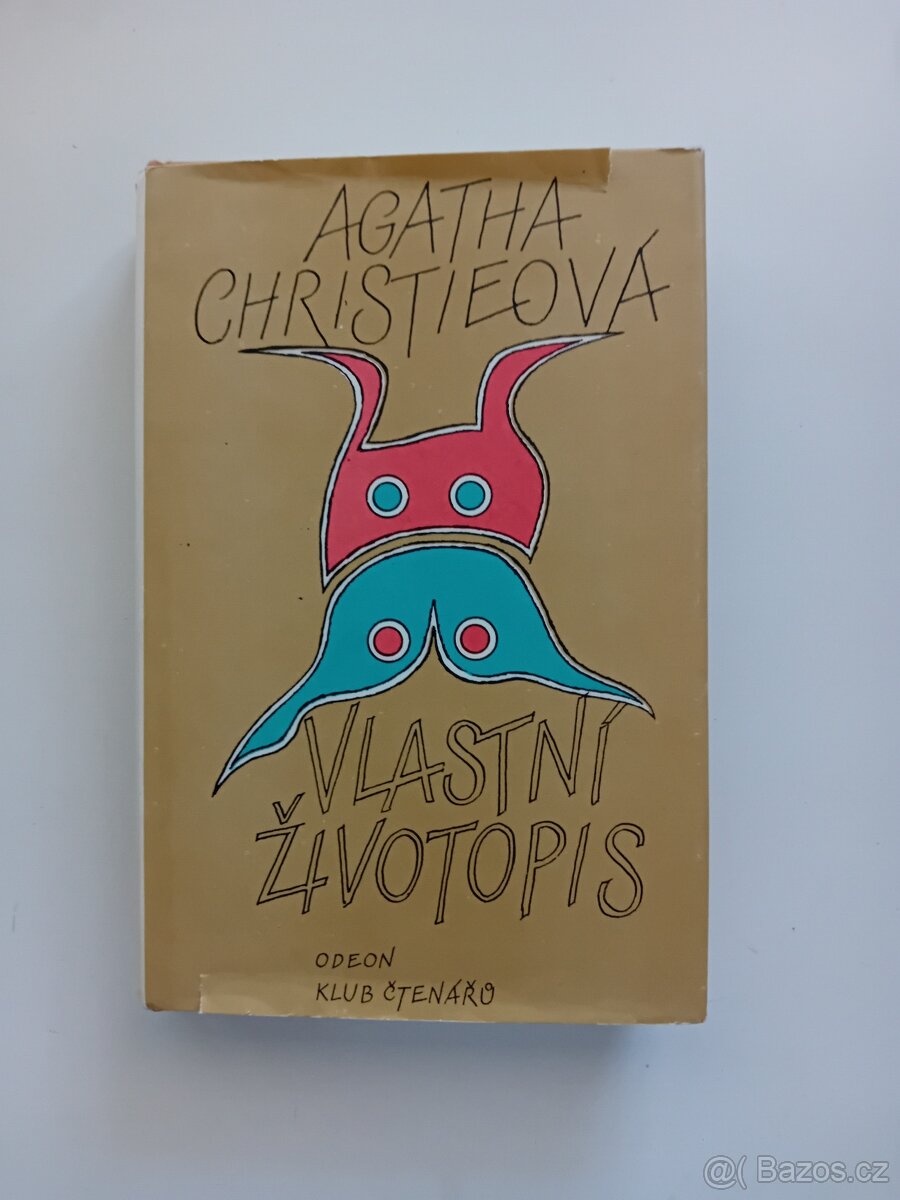 AGATHA
CHRISTIEOVÁ
VLASTNÍ
ŽIVOTOPIS
ODEON
KLUB ČTENÁŘŮ
@( Bazos.cz